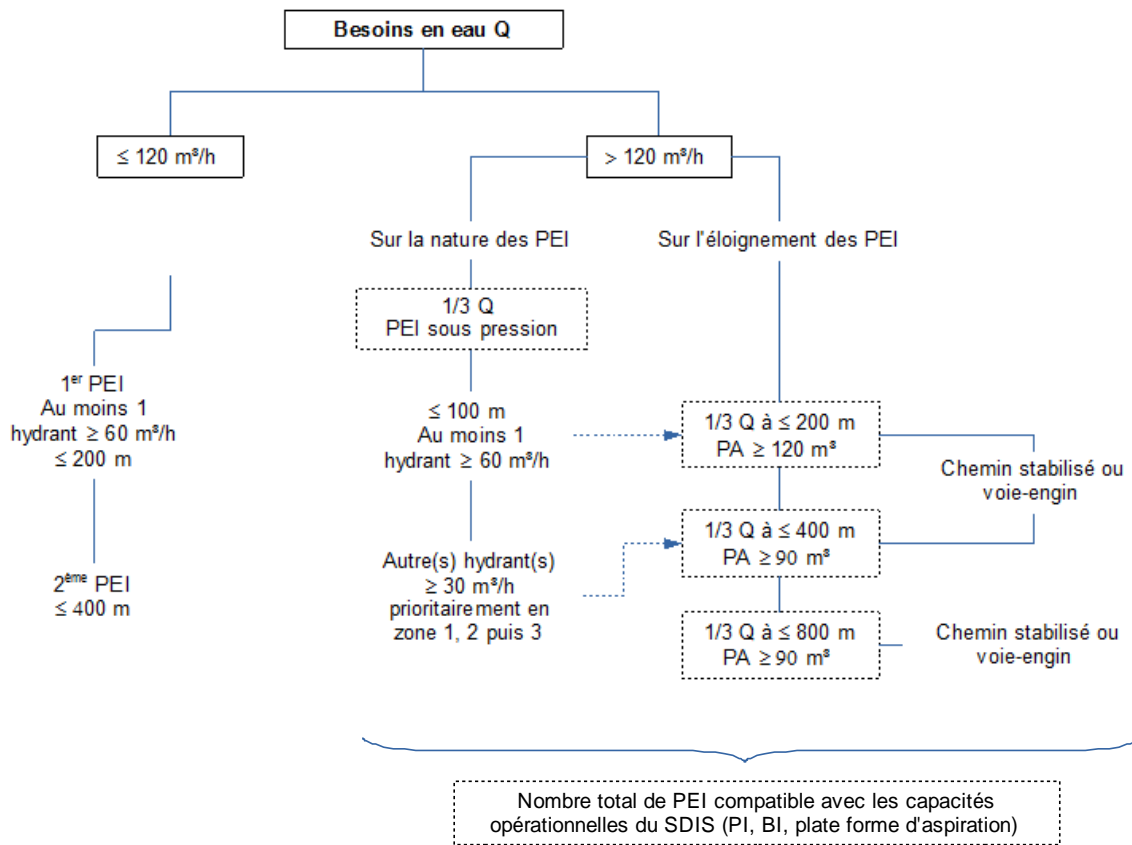 Besoins en eau Q
≤ 120 m³/h
> 120 m³/h
Sur la nature des PEI
Sur l'éloignement des PEI
1/3 Q
PEI sous pression
1er PEI
Au moins 1
hydrant ≥ 60 m³/h
≤ 200 m
≤ 100 m
Au moins 1
hydrant ≥ 60 m³/h
1/3 Q à ≤ 200 m
PA ≥ 120 m³
Chemin stabilisé ou
voie-engin
1/3 Q à ≤ 400 m
PA ≥ 90 m³
2ème PEI
≤ 400 m
Autre(s) hydrant(s)
≥ 30 m³/h
prioritairement en
zone 1, 2 puis 3
1/3 Q à ≤ 800 m
PA ≥ 90 m³
Chemin stabilisé ou
voie-engin
Nombre total de PEI compatible avec les capacités
opérationnelles du SDIS (PI, BI, plate forme d'aspiration)